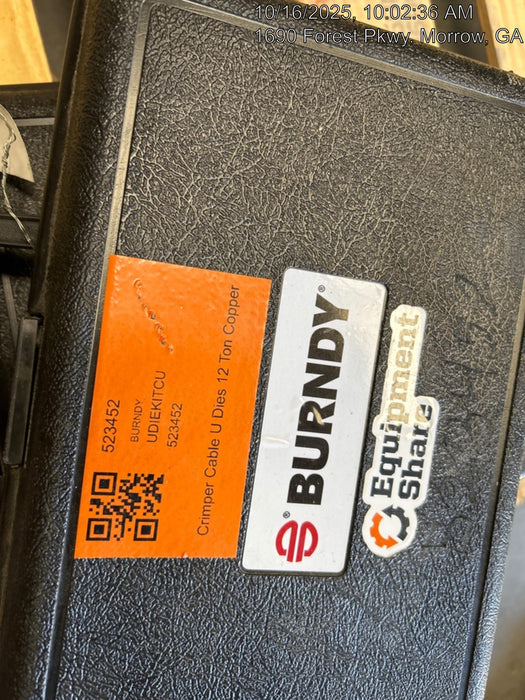 10/16/2025, 10:02:36 AM
1690 Forest Pkwy, Morrow, GA
523452
BURNDY
UDIEKITCU
523452
Crimper Cable U Dies 12 Ton Copper
BURNDY®
®
Equipment
Share